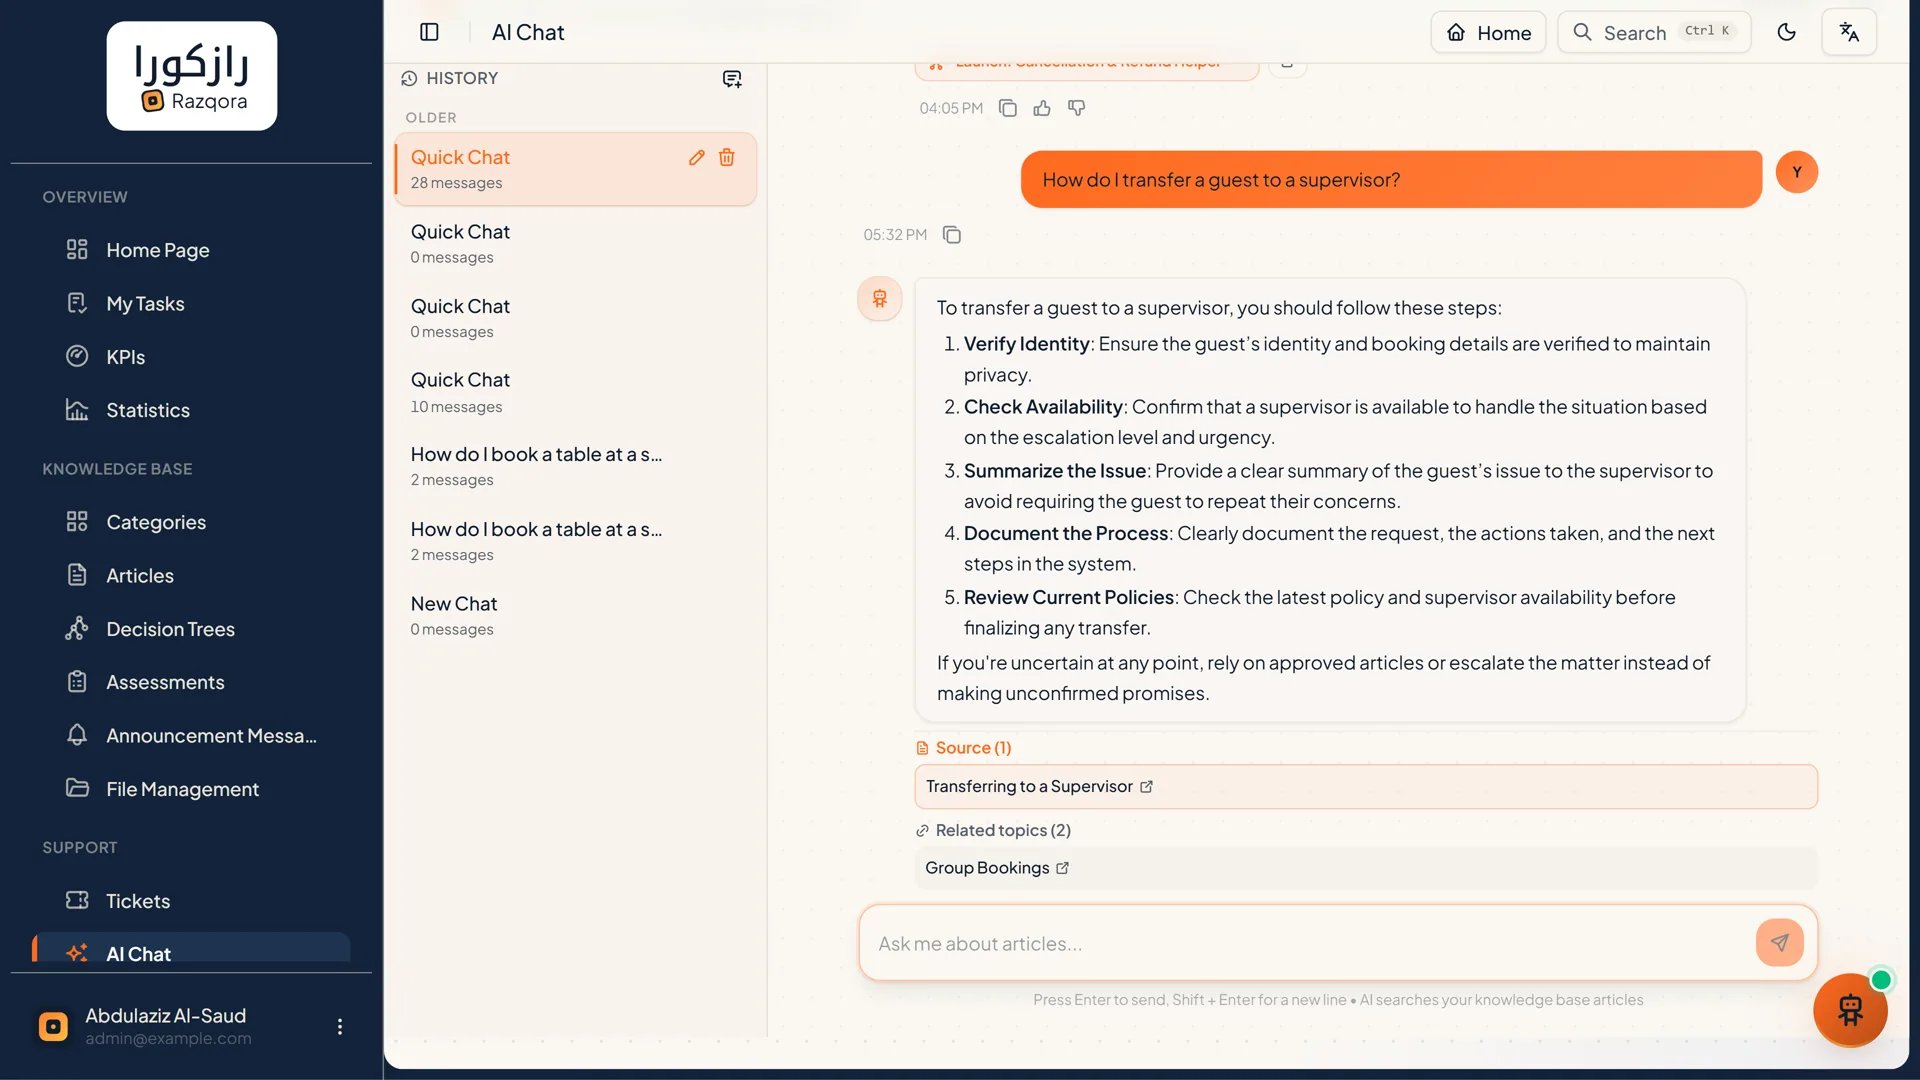 رازكورا
Razqora
OVERVIEW
Home Page
My Tasks
KPIs
Statistics
KNOWLEDGE BASE
Categories
Articles
Decision Trees
Assessments
Announcement Messa...
File Management
SUPPORT
Tickets
AI Chat
Abdulaziz Al-Saud
admin@example.com
AI Chat
Home
Search
Ctrl K
HISTORY
OLDER
Quick Chat
28 messages
Quick Chat
0 messages
Quick Chat
0 messages
Quick Chat
10 messages
How do I book a table at a s...
2 messages
How do I book a table at a s...
2 messages
New Chat
0 messages
Launch: Cancellation & Refund Helper
04:05 PM
How do I transfer a guest to a supervisor?
Y
05:32 PM
To transfer a guest to a supervisor, you should follow these steps:
1. Verify Identity: Ensure the guest's identity and booking details are verified to maintain
privacy.
2. Check Availability: Confirm that a supervisor is available to handle the situation based
on the escalation level and urgency.
3. Summarize the Issue: Provide a clear summary of the guest's issue to the supervisor to
avoid requiring the guest to repeat their concerns.
4. Document the Process: Clearly document the request, the actions taken, and the next
steps in the system.
5. Review Current Policies: Check the latest policy and supervisor availability before
finalizing any transfer.
If you're uncertain at any point, rely on approved articles or escalate the matter instead of
making unconfirmed promises.
Source (1)
Transferring to a Supervisor
Related topics (2)
Group Bookings
Ask me about articles...
Press Enter to send, Shift + Enter for a new line • AI searches your knowledge base articles